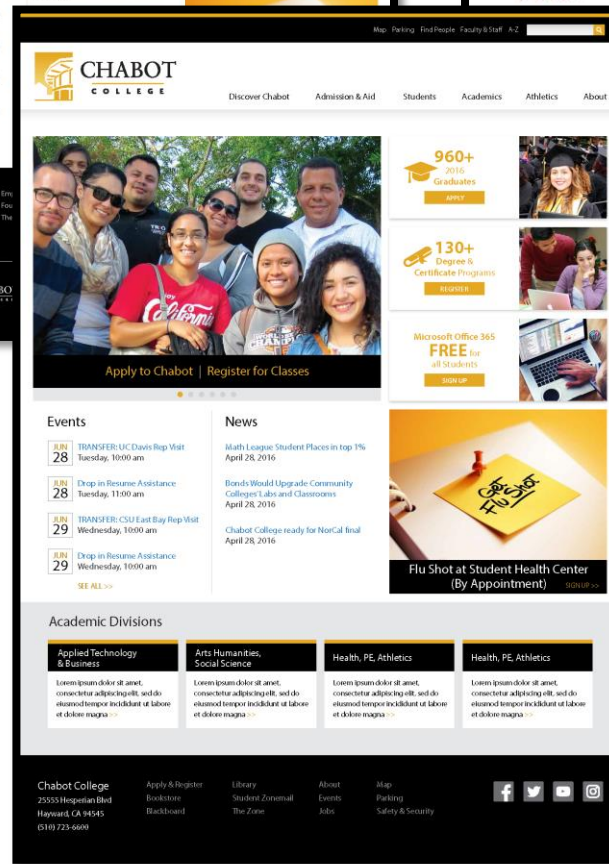 Map Parking Find People Faculty & Staff A-Z
CHABOT
COLLEGE
Discover Chabot Admission & Aid Students Academics Athletics About
960+
2016
Graduates
APPLY
130+
Degree &
Certificate Programs
REGISTER
Microsoft Office 365
FREE for
all Students
SIGN UP
California
Apply to Chabot | Register for Classes
Events
JUN
28
TRANSFER: UC Davis Rep Visit
Tuesday, 10:00 am
JUN
28
Drop in Resume Assistance
Tuesday, 11:00 am
JUN
29
TRANSFER: CSU East Bay Rep Visit
Wednesday, 10:00 am
JUN
29
Drop in Resume Assistance
Wednesday, 10:00 am
SEE ALL >>
News
Math League Student Places in top 1%
April 28, 2016
Bonds Would Upgrade Community
Colleges' Labs and Classrooms
April 28, 2016
Chabot College ready for NorCal final
April 28, 2016
Get
Flu Shot
Flu Shot at Student Health Center
(By Appointment) SIGN UP >>
Academic Divisions
Applied Technology
& Business
Lorem ipsum dolor sit amet,
consectetur adipiscing elit, sed do
eiusmod tempor incididunt ut labore
et dolore magna >>
Arts Humanities,
Social Science
Lorem ipsum dolor sit amet,
consectetur adipiscing elit, sed do
eiusmod tempor incididunt ut labore
et dolore magna >>
Health, PE, Athletics
Lorem ipsum dolor sit amet,
consectetur adipiscing elit, sed do
eiusmod tempor incididunt ut labore
et dolore magna >>
Health, PE, Athletics
Lorem ipsum dolor sit amet,
consectetur adipiscing elit, sed do
eiusmod tempor incididunt ut labore
et dolore magna >>
Chabot College
25555 Hesperian Blvd
Hayward, CA 94545
(510) 723-6600
Apply & Register
Bookstore
Blackboard
Library
Student Zonemail
The Zone
About
Events
Jobs
Map
Parking
Safety & Security